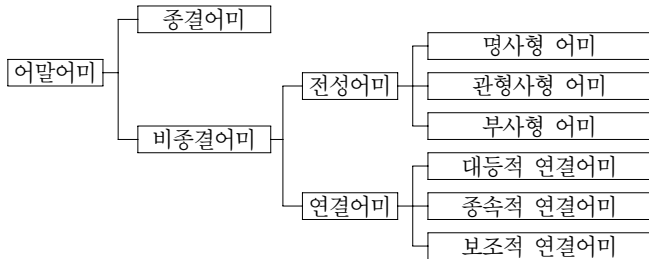 종결어미
어말어미
비종결어미
전성어미
명사형 어미
관형사형 어미
부사형 어미
연결어미
대등적 연결어미
종속적 연결어미
보조적 연결어미